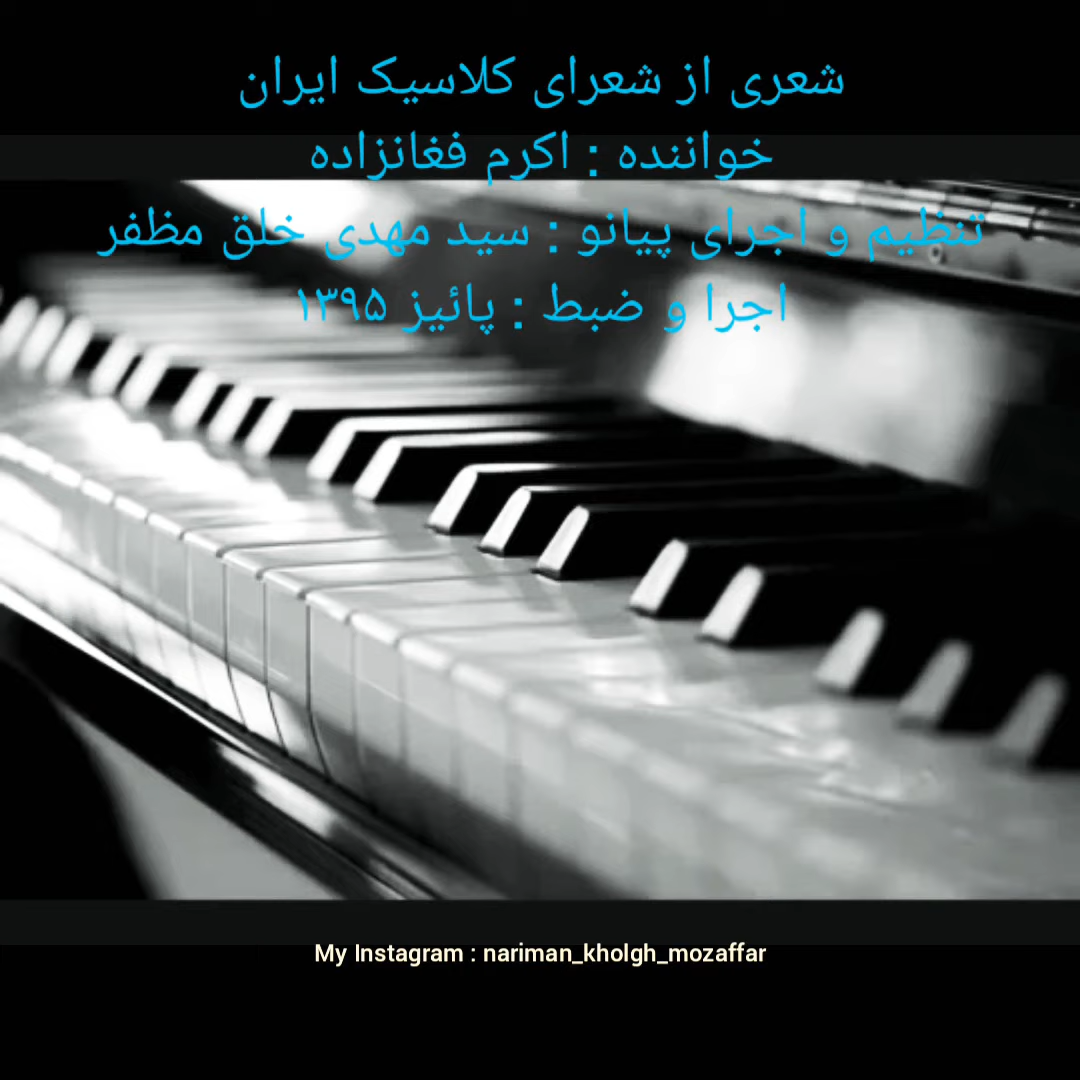 شعری از شعرای کلاسیک ایران
خواننده : اکرم فغانزاده
تنظیم و اجرای پیانو : سید مهدی خلق مظفر
اجرا و ضبط : پائیز ۱۳۹۵
My Instagram : nariman_kholgh_mozaffar